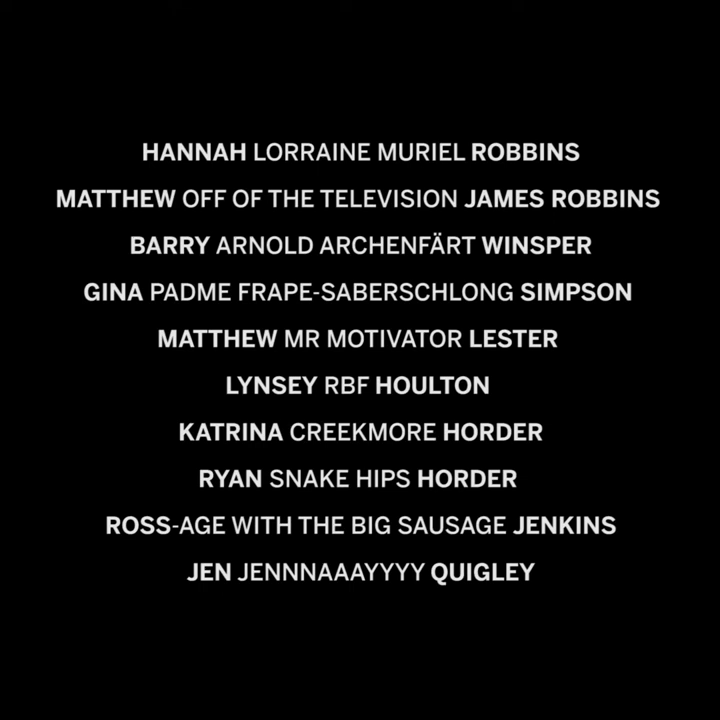 HANNAH LORRAINE MURIEL ROBBINS
MATTHEW OFF OF THE TELEVISION JAMES ROBBINS
BARRY ARNOLD ARCHENFÄRT WINSPER
GINA PADME FRAPE-SABERSCHLONG SIMPSON
MATTHEW MR MOTIVATOR LESTER
LYNSEY RBF HOULTON
KATRINA CREEKMORE HORDER
RYAN SNAKE HIPS HORDER
ROSS-AGE WITH THE BIG SAUSAGE JENKINS
JEN JENNNAAAYYYY QUIGLEY